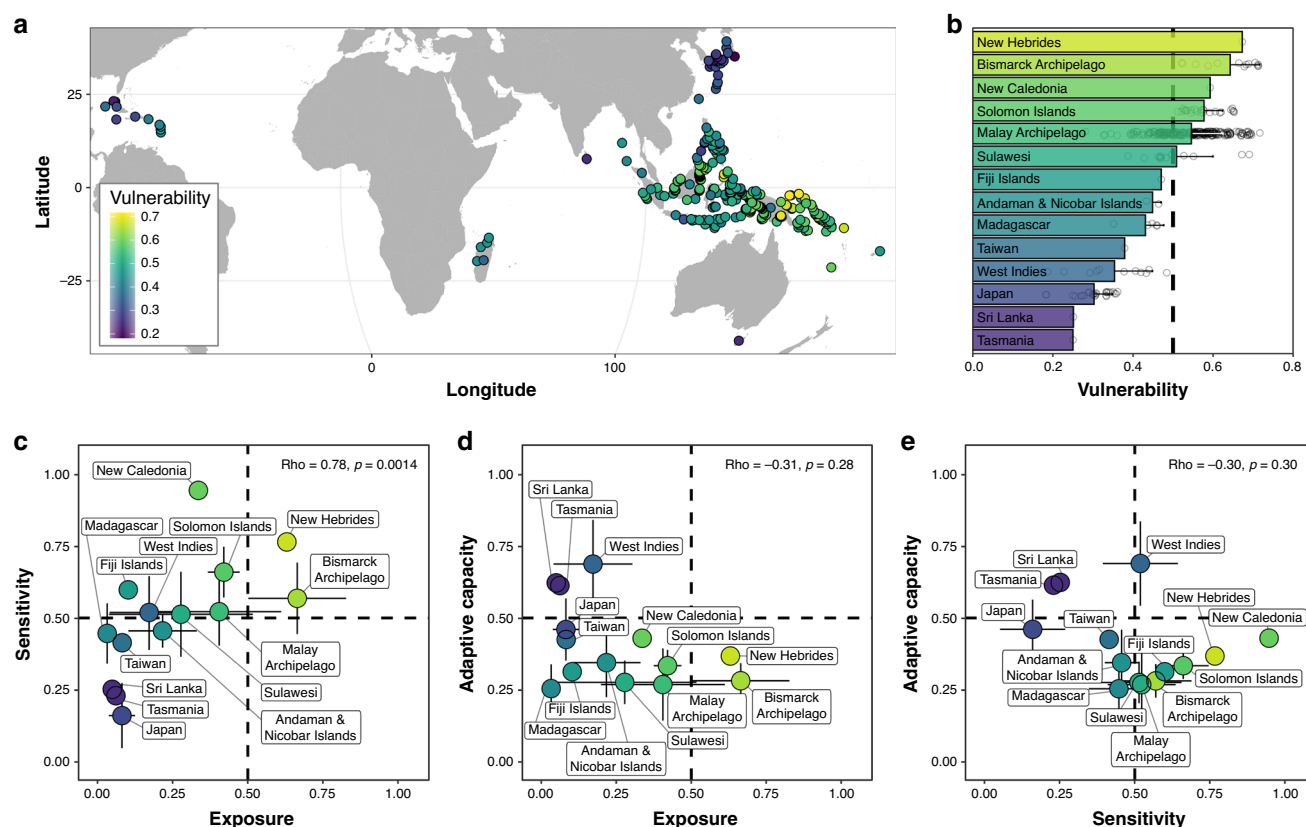 a
Latitude
25
0
−25
Vulnerability
0.7
0.6
0.5
0.4
0.3
0.2
0
100
Longitude
b
New Hebrides
Bismarck Archipelago
New Caledonia
Solomon Islands
Malay Archipelago
Sulawesi
Fiji Islands
Andaman & Nicobar Islands
Madagascar
Taiwan
West Indies
Japan
Sri Lanka
Tasmania
0.0
0.2
0.4
0.6
0.8
Vulnerability
c
Rho = 0.78, p = 0.0014
Sensitivity
1.00
0.75
0.50
0.25
0.00
New Caledonia
Madagascar
Solomon Islands
New Hebrides
West Indies
Fiji Islands
Bismarck
Archipelago
Taiwan
Malay
Archipelago
Sri Lanka
Sulawesi
Tasmania
Andaman &
Nicobar Islands
Japan
0.00
0.25
0.50
0.75
1.00
Exposure
d
Rho = −0.31, p = 0.28
Adaptive capacity
1.00
0.75
0.50
0.25
0.00
Sri Lanka
Tasmania
West Indies
Japan
New Caledonia
Taiwan
Solomon Islands
New Hebrides
Fiji Islands
Malay
Archipelago
Bismarck
Archipelago
Madagascar
Sulawesi
Andaman &
Nicobar Islands
0.00
0.25
0.50
0.75
1.00
Exposure
e
Rho = −0.30, p = 0.30
Adaptive capacity
1.00
0.75
0.50
0.25
0.00
West Indies
Sri Lanka
Tasmania
New Hebrides
Japan
New Caledonia
Taiwan
Fiji Islands
Andaman &
Nicobar Islands
Solomon Islands
Madagascar
Bismarck
Archipelago
Sulawesi
Malay
Archipelago
0.00
0.25
0.50
0.75
1.00
Sensitivity